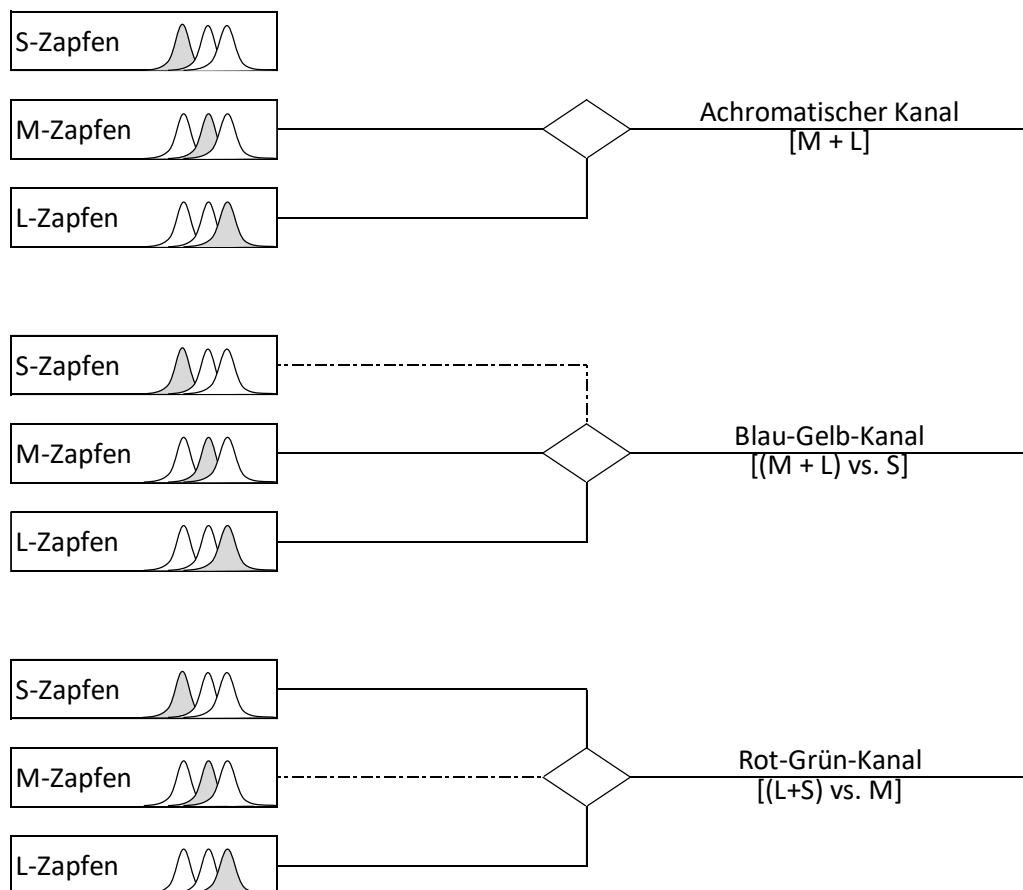 S-Zapfen
M-Zapfen
L-Zapfen
Achromatischer Kanal
[M + L]
S-Zapfen
M-Zapfen
L-Zapfen
Blau-Gelb-Kanal
[(M + L) vs. S]
S-Zapfen
M-Zapfen
L-Zapfen
Rot-Grün-Kanal
[(L+S) vs. M]